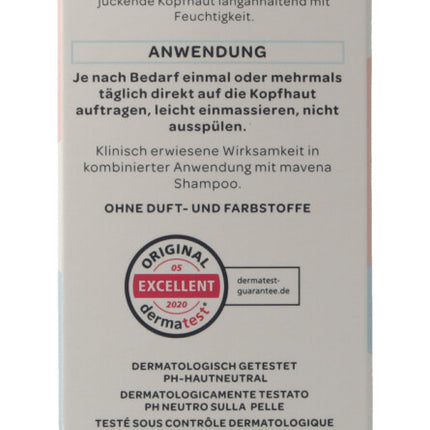 juckende Kopfhaut langanhaltend mit
Feuchtigkeit.
ANWENDUNG
Je nach Bedarf einmal oder mehrmals
täglich direkt auf die Kopfhaut
auftragen, leicht einmassieren, nicht
ausspülen.
Klinisch erwiesene Wirksamkeit in
kombinierter Anwendung mit mavena
Shampoo.
OHNE DUFT- UND FARBSTOFFE
ORIGINAL
05
EXCELLENT
2020
dermatest®
dermatest-
guarantee.de
DERMATOLOGISCH GETESTET
PH-HAUTNEUTRAL
DERMATOLOGICAMENTE TESTATO
PH NEUTRO SULLA PELLE
TESTÉ SOUS CONTRÔLE DERMATOLOGIQUE